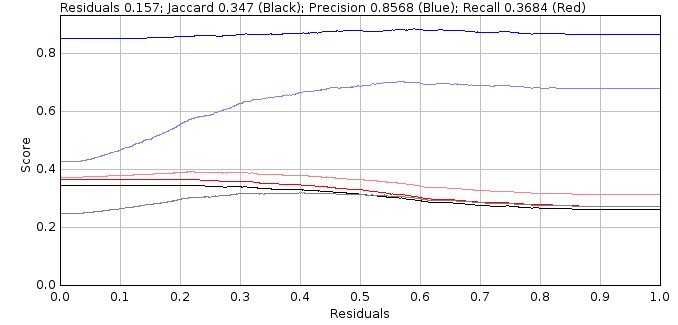 Residuals 0.157; Jaccard 0.347 (Black); Precision 0.8568 (Blue); Recall 0.3684 (Red)
0.8
0.6
Score
0.4
0.2
0.0
0.0 0.1 0.2 0.3 0.4 0.5 0.6 0.7 0.8 0.9 1.0
Residuals